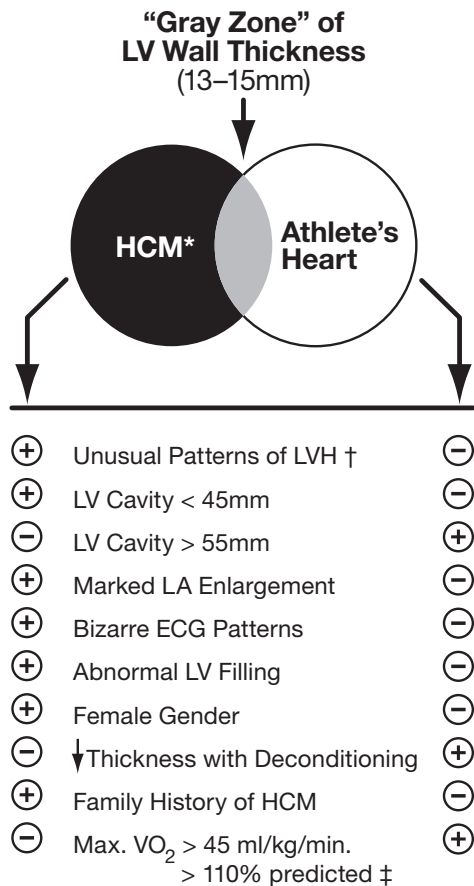 “Gray Zone” of
LV Wall Thickness
(13–15mm)
HCM*
Athlete's
Heart
⊕ Unusual Patterns of LVH † ⊖
⊕ LV Cavity < 45mm ⊖
⊖ LV Cavity > 55mm ⊕
⊕ Marked LA Enlargement ⊖
⊕ Bizarre ECG Patterns ⊖
⊕ Abnormal LV Filling ⊖
⊕ Female Gender ⊖
⊖ ↓Thickness with Deconditioning ⊕
⊕ Family History of HCM ⊖
⊖ Max. VO₂ > 45 ml/kg/min. ⊕
> 110% predicted ‡